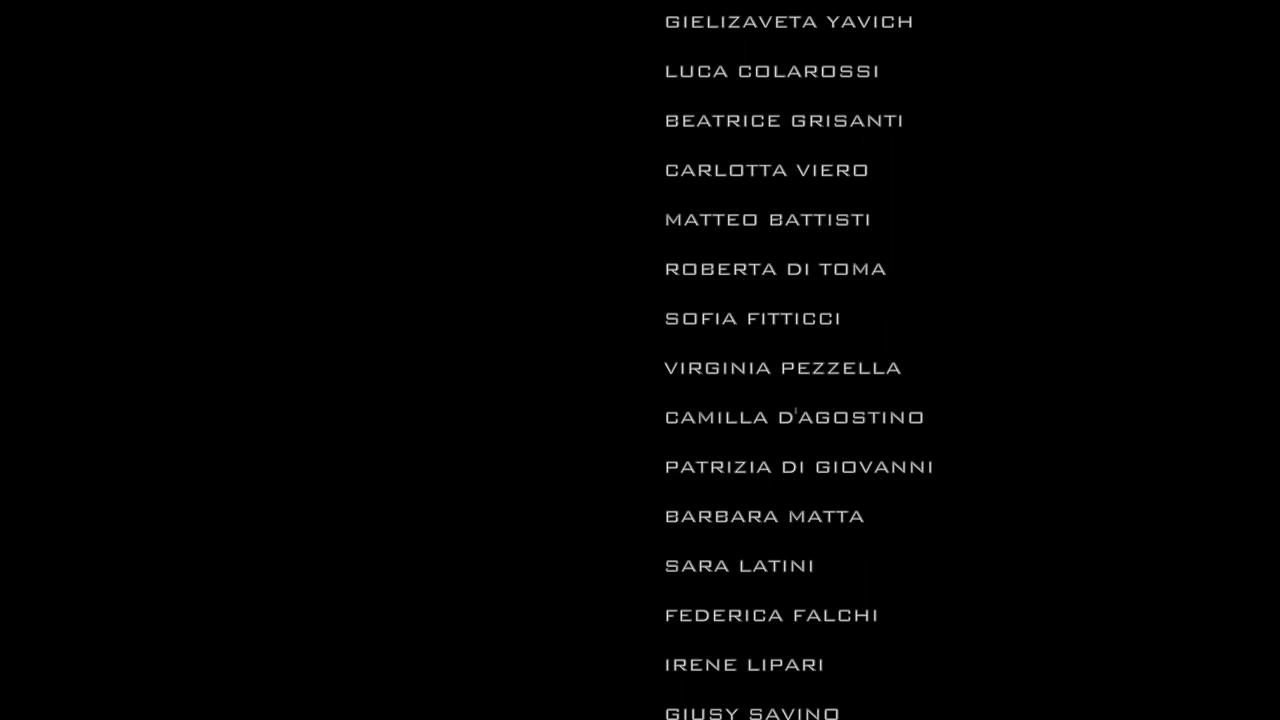 GIELIZAVETA YAVICH
LUCA COLAROSSI
BEATRICE GRISANTI
CARLOTTA VIERO
MATTEO BATTISTI
ROBERTA DI TOMA
SOFIA FITTICCI
VIRGINIA PEZZELLA
CAMILLA D'AGOSTINO
PATRIZIA DI GIOVANNI
BARBARA MATTA
SARA LATINI
FEDERICA FALCHI
IRENE LIPARI
GIUSY SAVINO